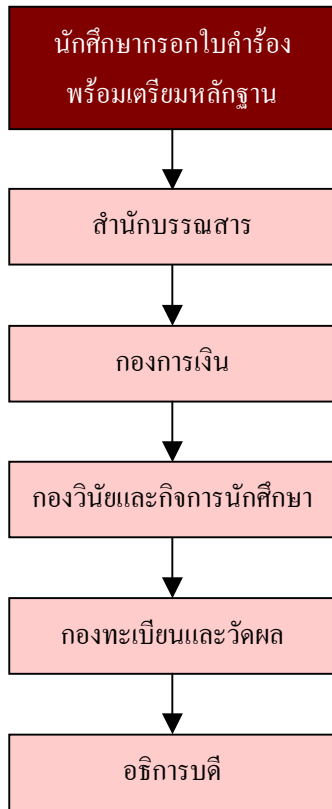 นักศึกษากรอกใบคำร้อง
พร้อมเตรียมหลักฐาน
สำนักบรรณสาร
กองการเงิน
กองวินัยและกิจการนักศึกษา
กองทะเบียนและวัดผล
อธิการบดี